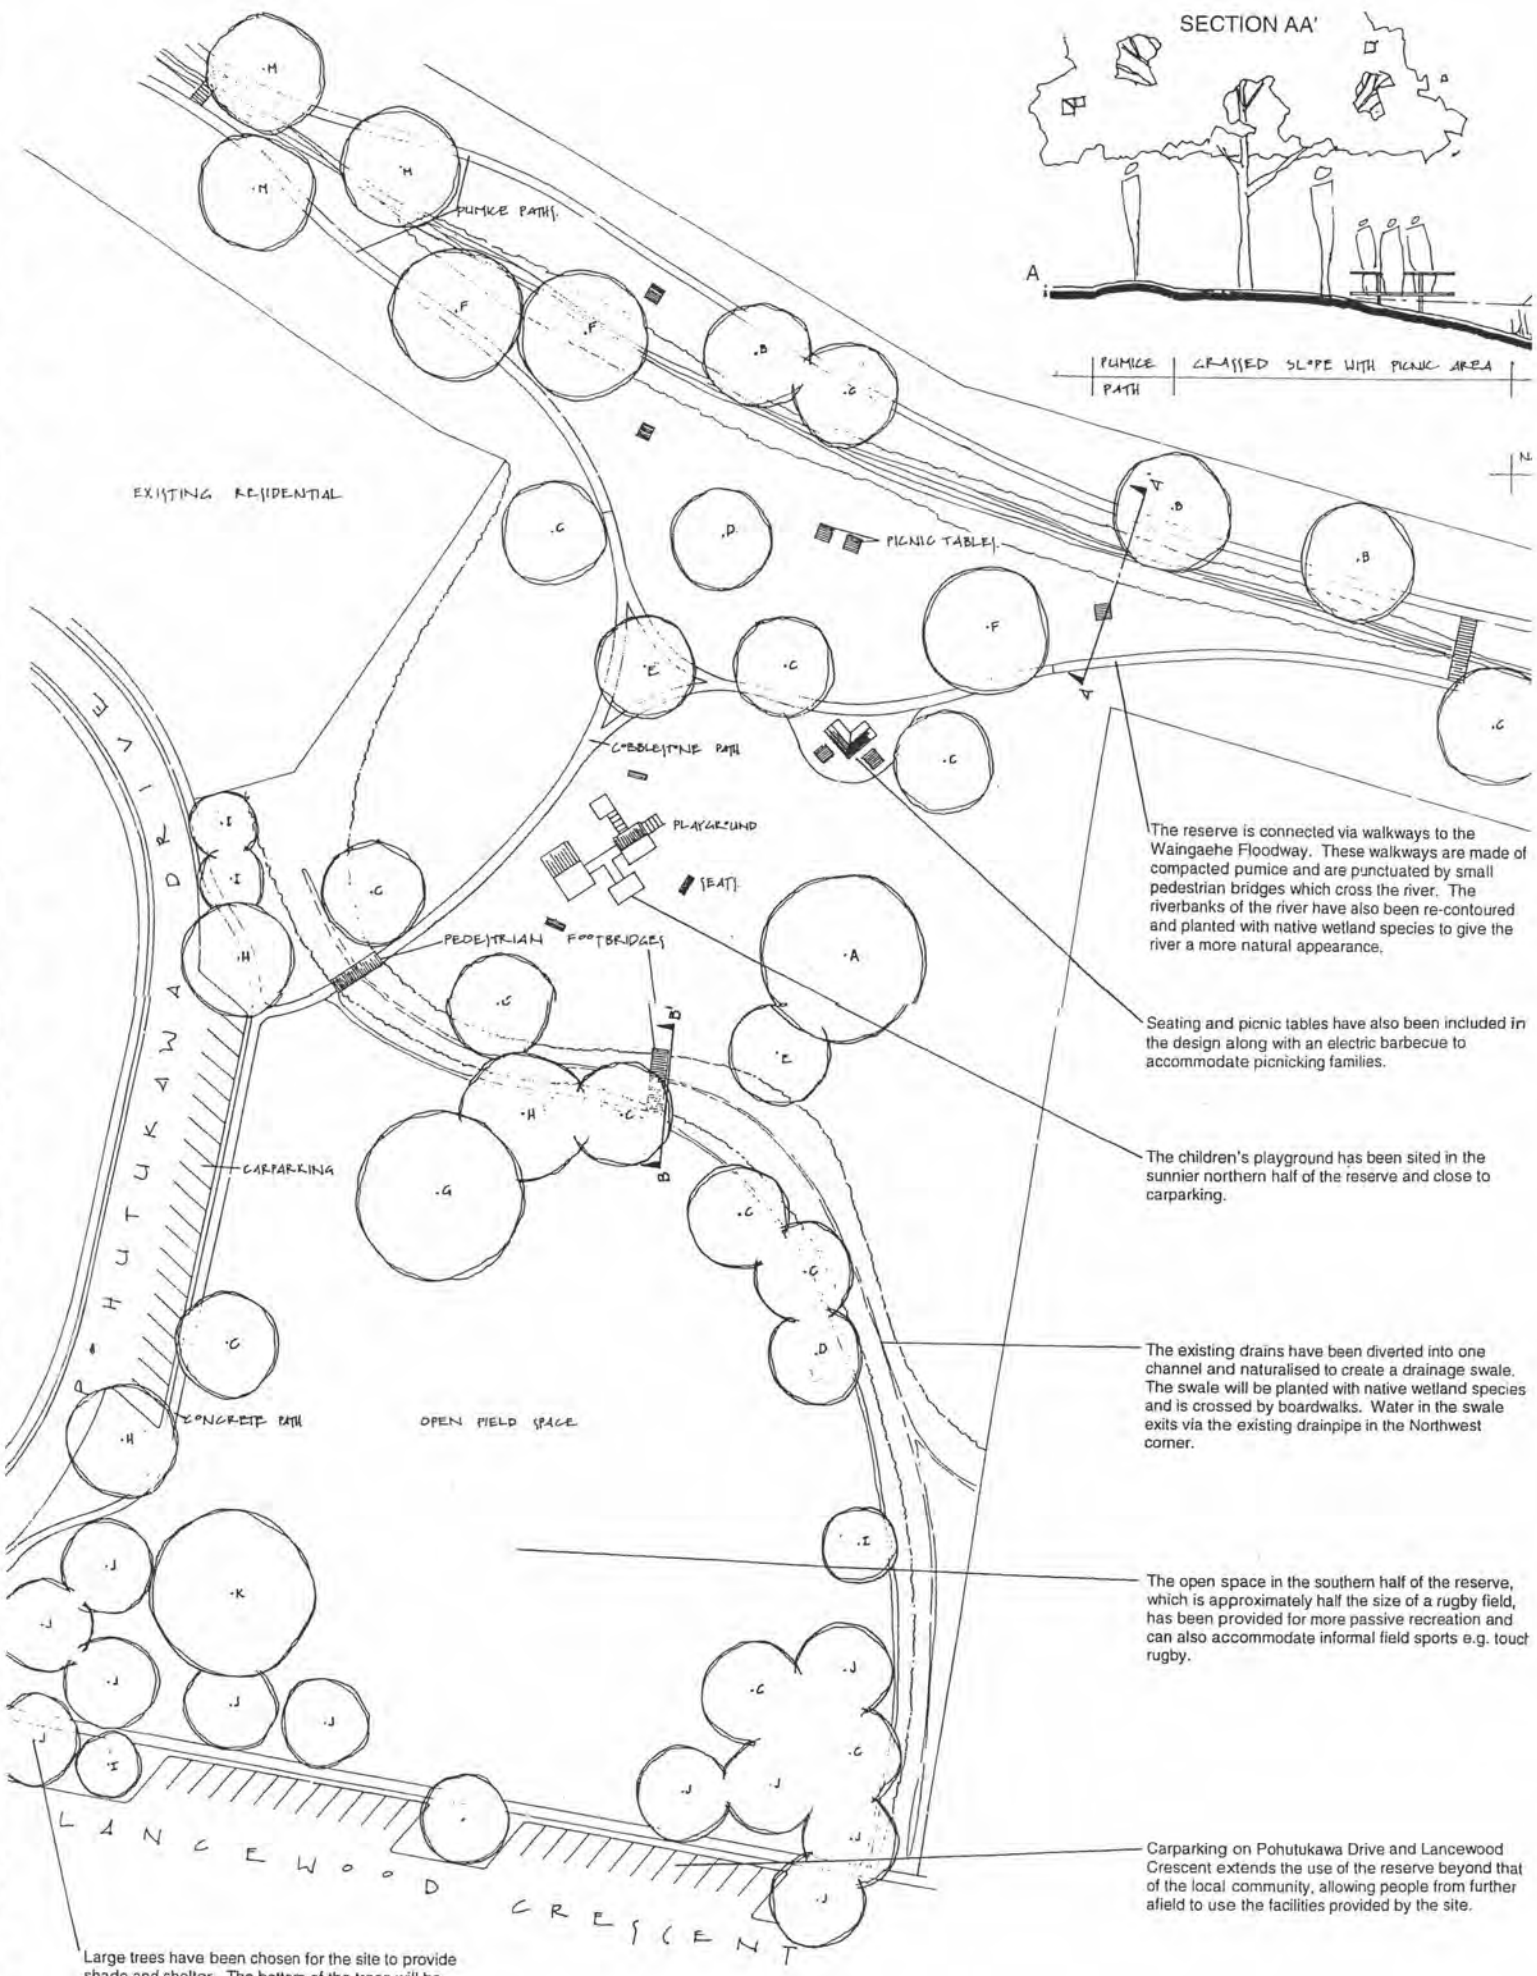 SECTION AA'
A
PUMICE PATH
GRASSED SLOPE WITH PICNIC AREA
N
M
M
M
PUMICE PATHS.
F
F
B
C
EXISTING RESIDENTIAL
C
D
PICNIC TABLES.
A'
B
B
F
E
C
A
C
C
COBBLESTONE PATH
PLAYGROUND
SEATS.
I
I
C
H
PEDESTRIAN FOOTBRIDGES
A
C
B'
E
H
C
B
G
C
C
D
CARPARKING
C
H
CONCRETE PATH
OPEN FIELD SPACE
POHUTUKAWA DRIVE
The reserve is connected via walkways to the
Waingaehe Floodway. These walkways are made of
compacted pumice and are punctuated by small
pedestrian bridges which cross the river. The
riverbanks of the river have also been re-contoured
and planted with native wetland species to give the
river a more natural appearance.
Seating and picnic tables have also been included in
the design along with an electric barbecue to
accommodate picnicking families.
The children's playground has been sited in the
sunnier northern half of the reserve and close to
carparking.
The existing drains have been diverted into one
channel and naturalised to create a drainage swale.
The swale will be planted with native wetland species
and is crossed by boardwalks. Water in the swale
exits via the existing drainpipe in the Northwest
corner.
I
J
K
J
J
J
J
J
I
The open space in the southern half of the reserve,
which is approximately half the size of a rugby field,
has been provided for more passive recreation and
can also accommodate informal field sports e.g. touch
rugby.
C
J
C
J
J
J
J
LANCEWOOD CRESCENT
Carparking on Pohutukawa Drive and Lancewood
Crescent extends the use of the reserve beyond that
of the local community, allowing people from further
afield to use the facilities provided by the site.
Large trees have been chosen for the site to provide
shade and shelter. The bottom of the trees will be